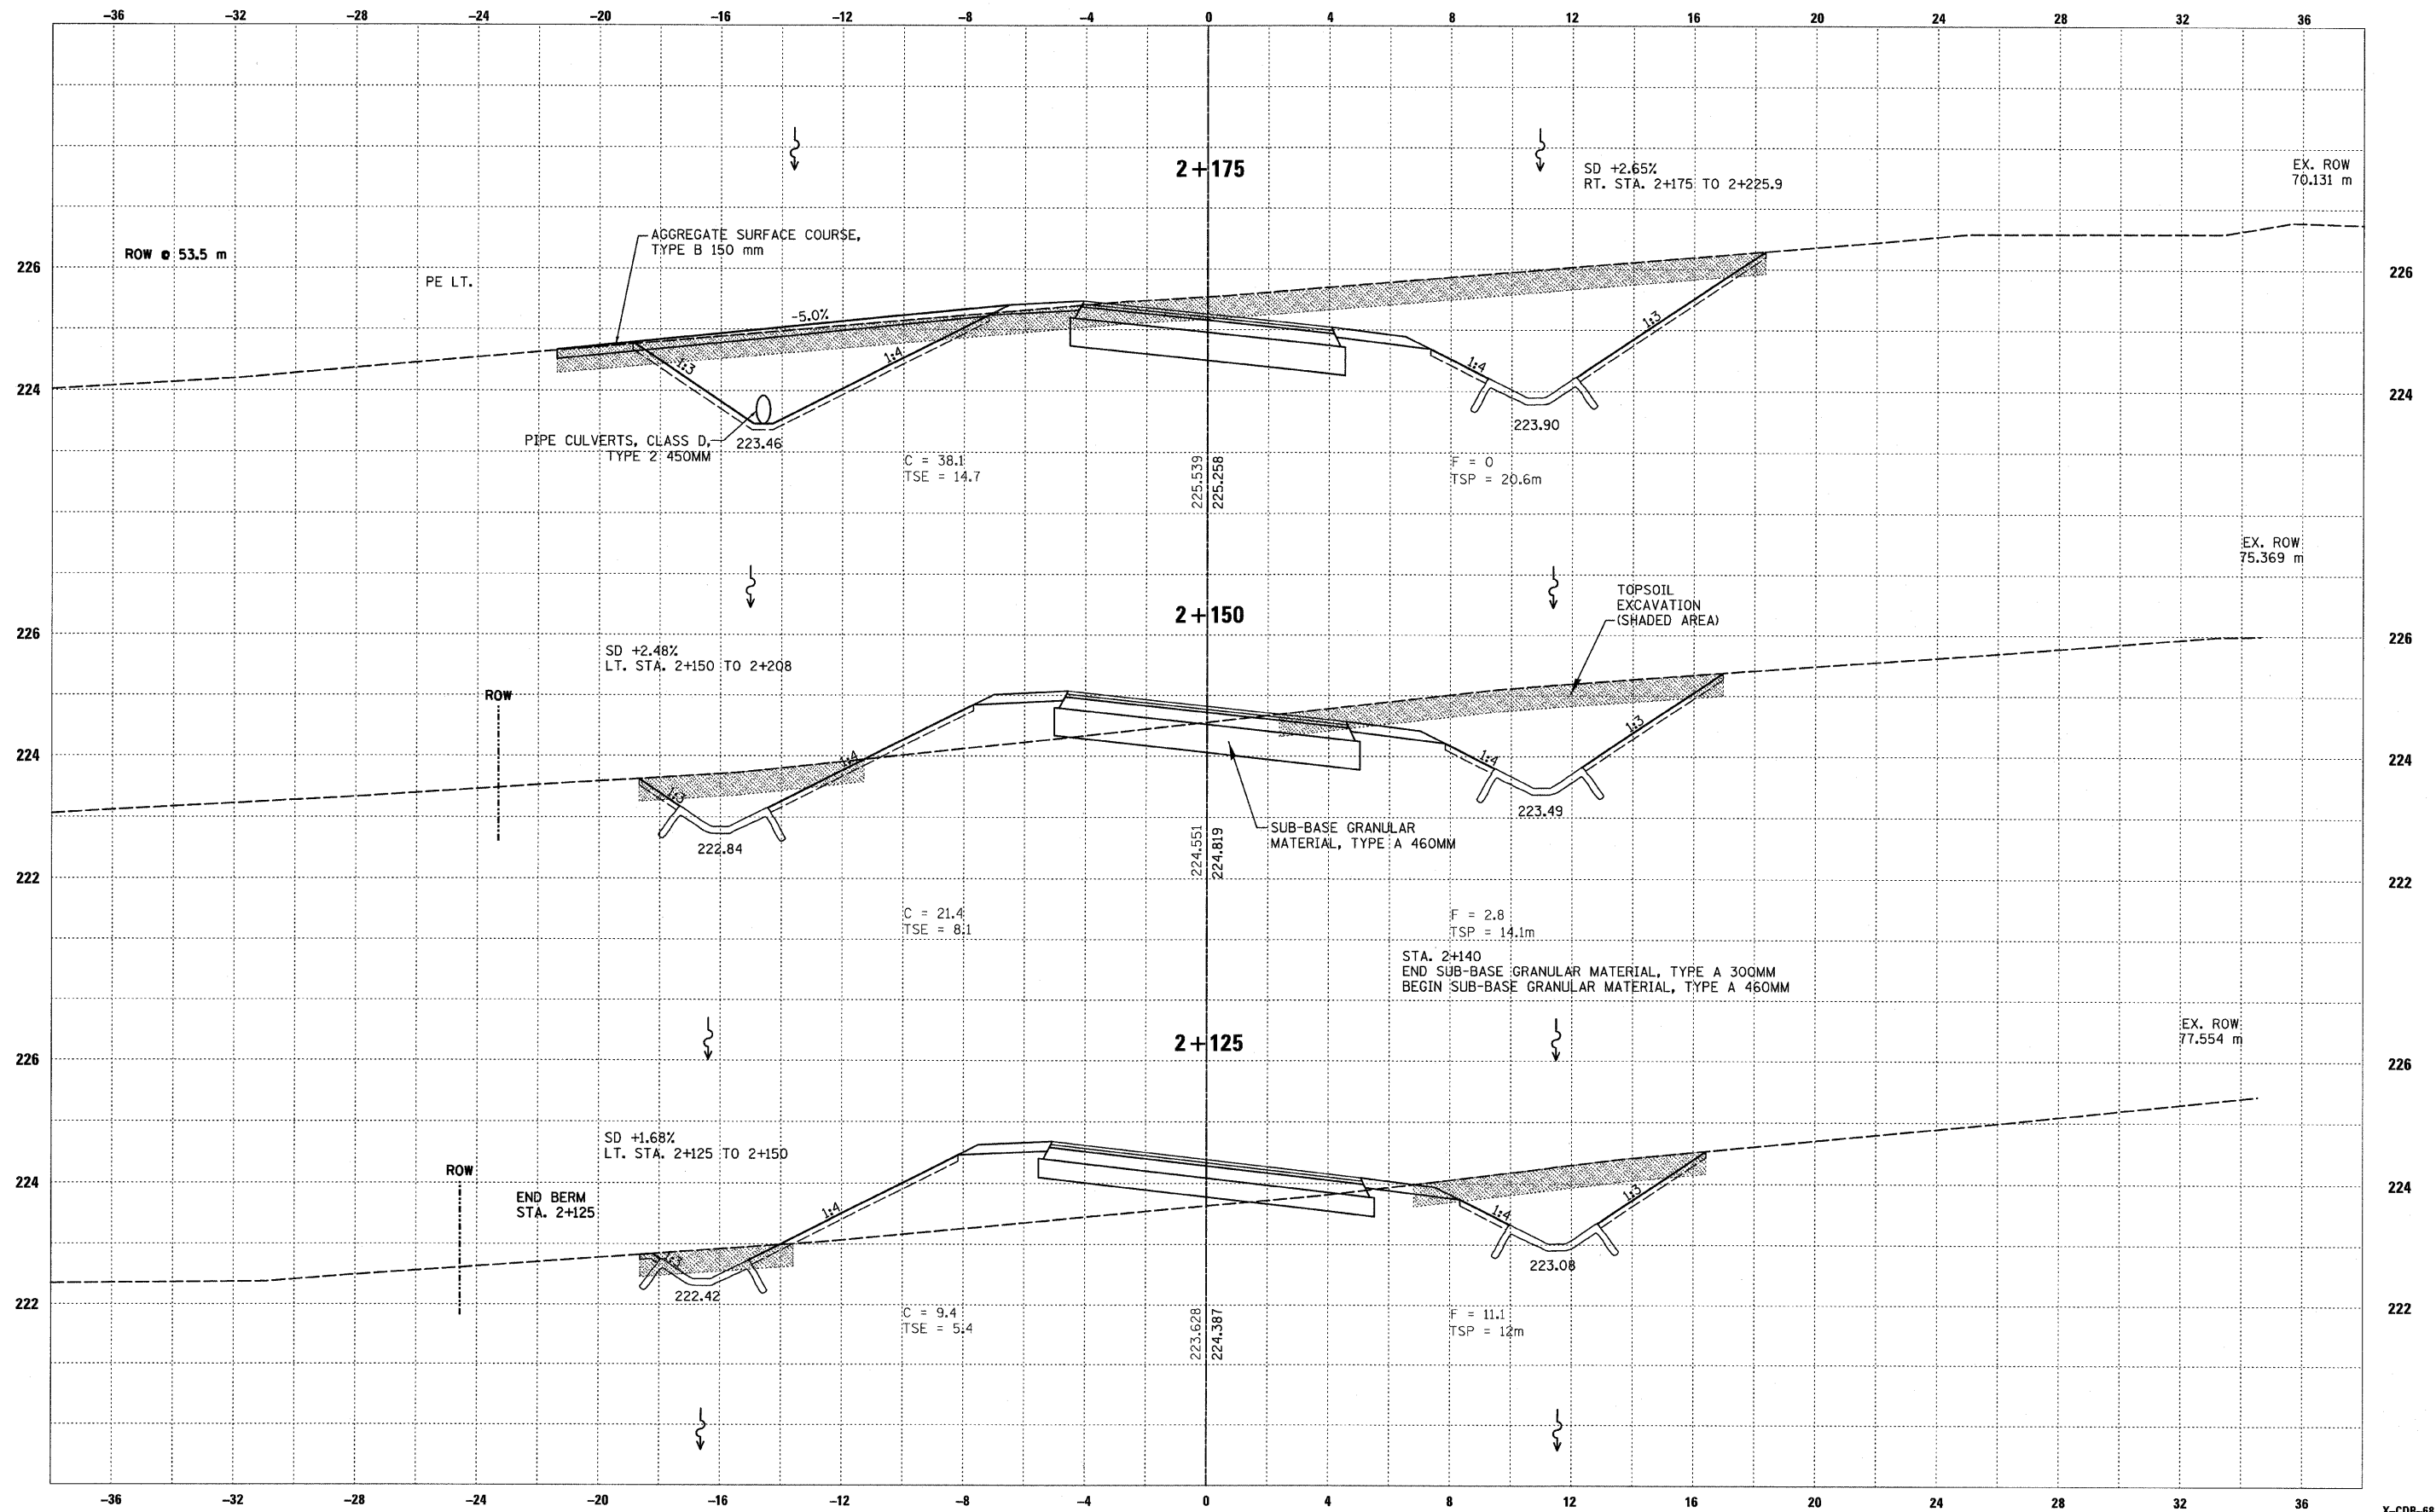 -36 -32 -28 -24 -20 -16 -12 -8 -4 0 4 8 12 16 20 24 28 32 36
2+175
SD +2.65%
RT. STA. 2+175 TO 2+225.9
EX. ROW
70.131 m
AGGREGATE SURFACE COURSE,
TYPE B 150 mm
ROW @ 53.5 m
PE LT.
226
226
-5.0%
1:3
1:4
1:4
1:3
224
224
PIPE CULVERTS, CLASS D,
TYPE 2 450MM
223.46
223.90
C = 38.1
TSE = 14.7
225.539
225.258
F = 0
TSP = 20.6m
EX. ROW
75.369 m
2+150
TOPSOIL
EXCAVATION
(SHADED AREA)
226
226
SD +2.48%
LT. STA. 2+150 TO 2+208
ROW
1:3
1:4
1:4
1:3
224
224
222.84
223.49
SUB-BASE GRANULAR
MATERIAL, TYPE A 460MM
224.551
224.819
222
222
C = 21.4
TSE = 8.1
F = 2.8
TSP = 14.1m
STA. 2+140
END SUB-BASE GRANULAR MATERIAL, TYPE A 300MM
BEGIN SUB-BASE GRANULAR MATERIAL, TYPE A 460MM
EX. ROW
77.554 m
2+125
226
226
SD +1.68%
LT. STA. 2+125 TO 2+150
ROW
END BERM
STA. 2+125
224
224
1:3
1:4
1:4
1:3
222.42
223.08
222
222
C = 9.4
TSE = 5.4
223.628
224.387
F = 11.1
TSP = 12m
-36 -32 -28 -24 -20 -16 -12 -8 -4 0 4 8 12 16 20 24 28 32 36